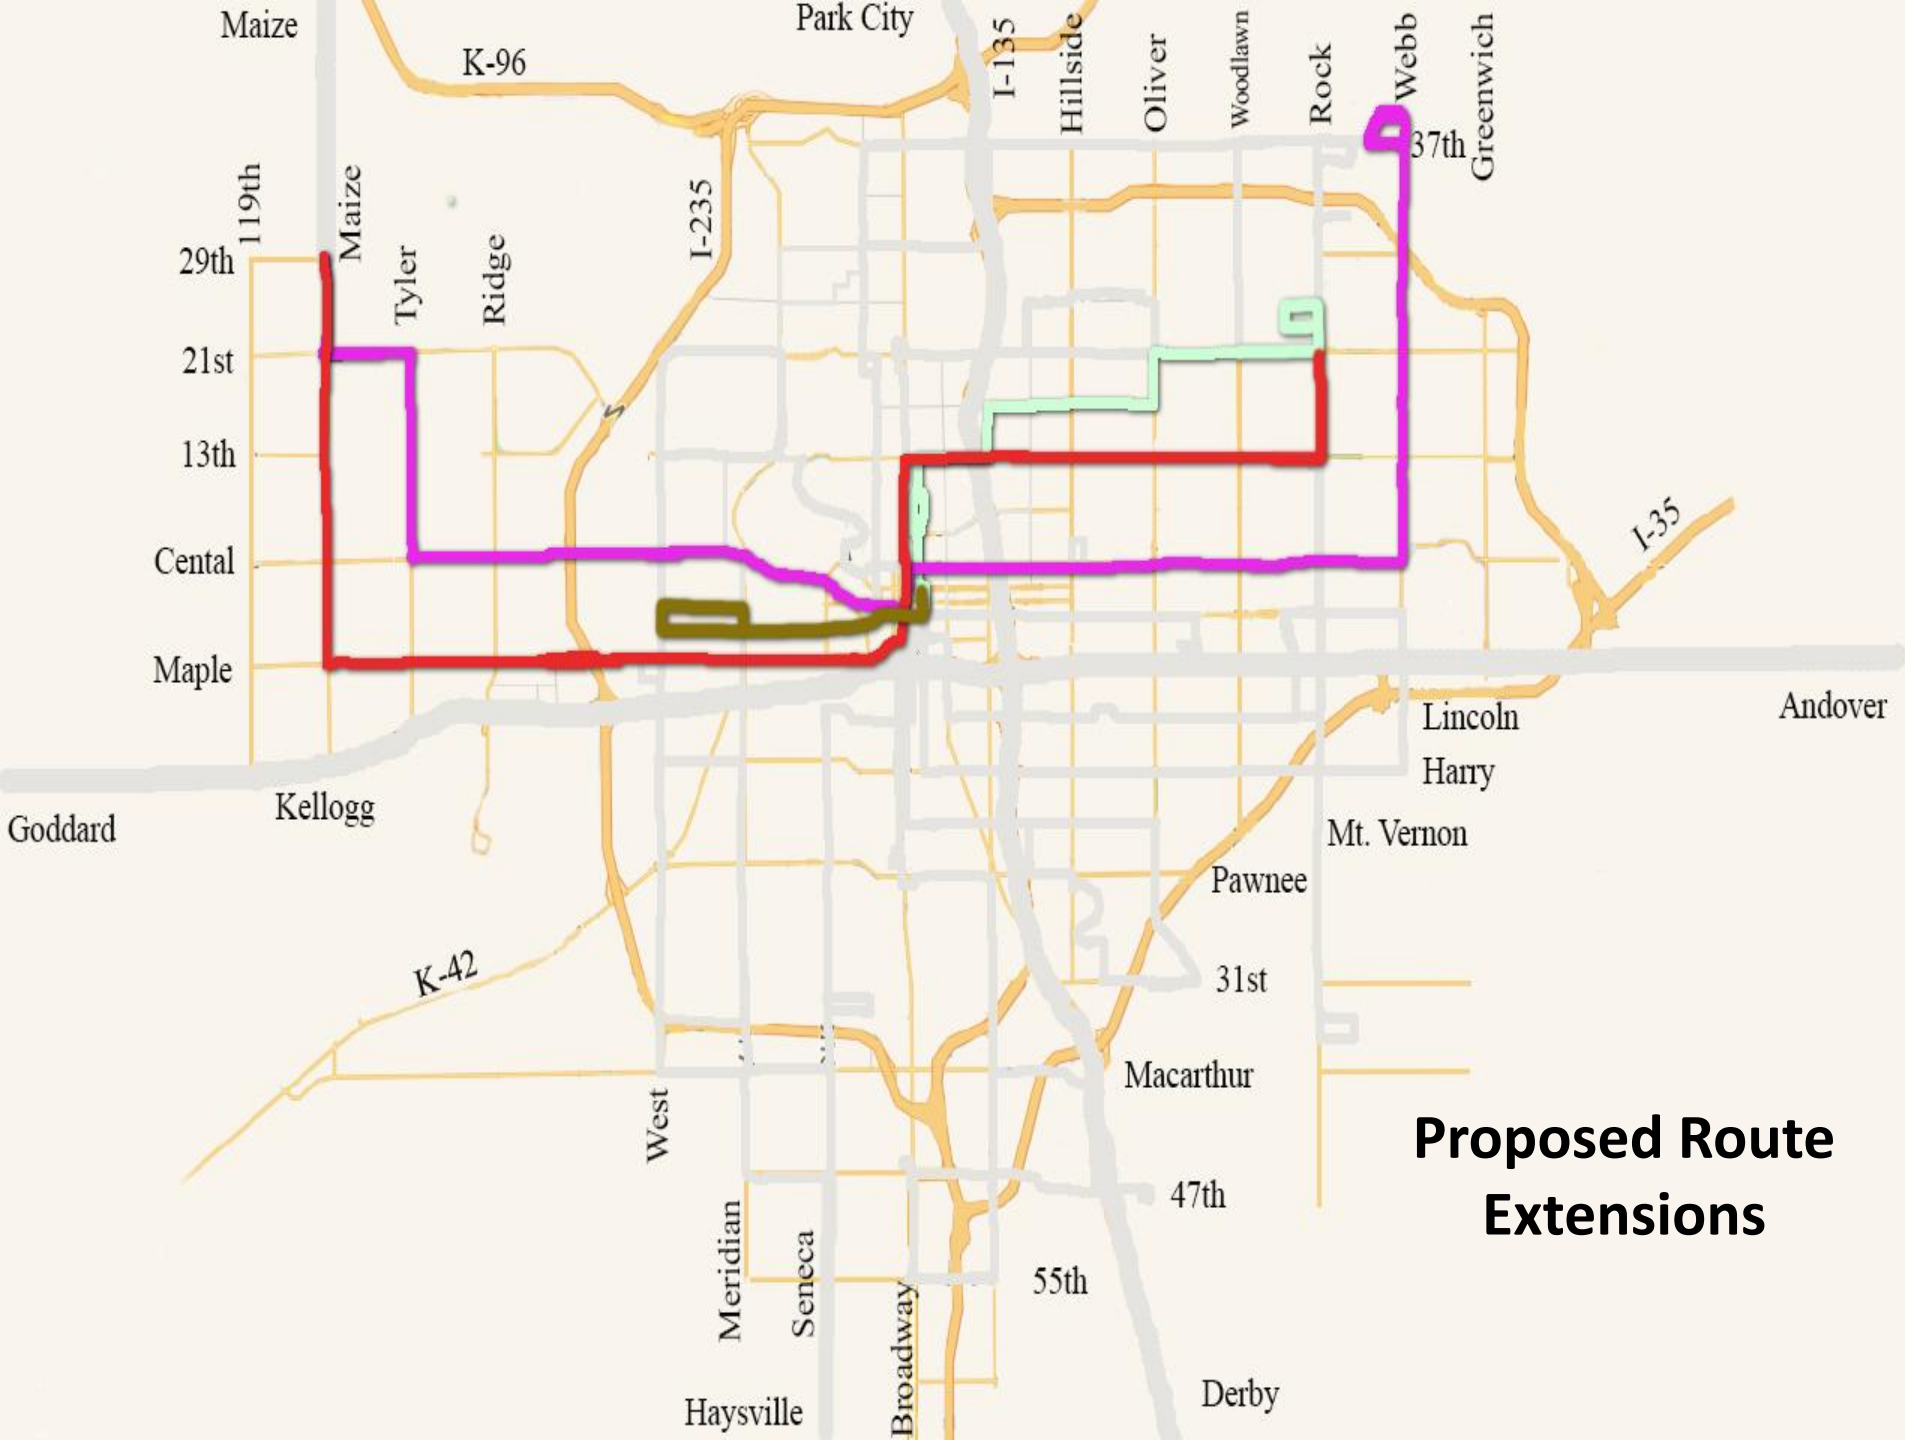 Maize
Park City
K-96
I-135
Hillside
Oliver
Woodlawn
Rock
Webb
Greenwich
37th
119th
Maize
Tyler
Ridge
I-235
29th
21st
13th
Cental
Maple
I-35
Andover
Lincoln
Harry
Kellogg
Goddard
Mt. Vernon
Pawnee
K-42
31st
Macarthur
West
Meridian
Seneca
Broadway
47th
55th
Haysville
Derby
Proposed Route
Extensions